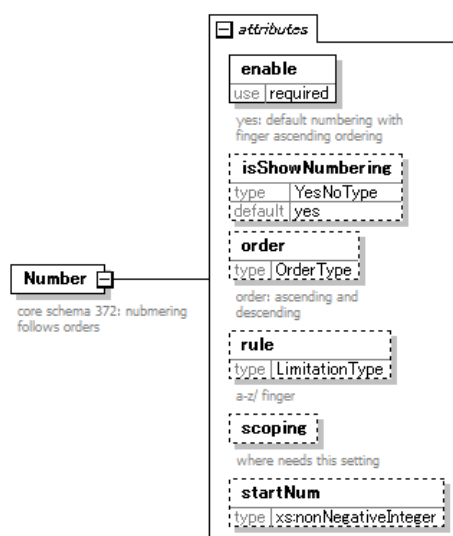 attributes
enable
use required
yes: default numbering with
finger ascending ordering
isShowNumbering
type YesNoType
default yes
order
type OrderType
order: ascending and
descending
Number
core schema 372: nubmering
follows orders
rule
type LimitationType
a-z/ finger
scoping
where needs this setting
startNum
type xs:nonNegativeInteger